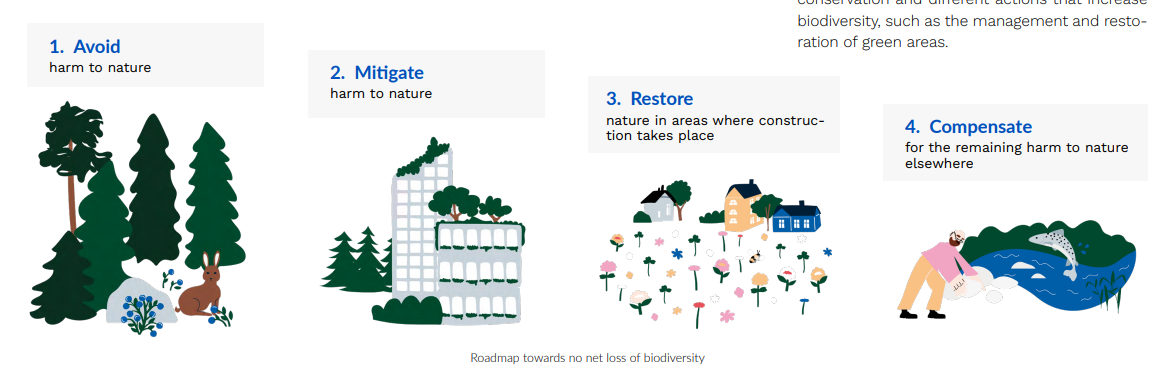 conservation and different actions that increase
biodiversity, such as the management and resto-
ration of green areas.
1. Avoid
harm to nature
2. Mitigate
harm to nature
3. Restore
nature in areas where construc-
tion takes place
4. Compensate
for the remaining harm to nature
elsewhere
Roadmap towards no net loss of biodiversity